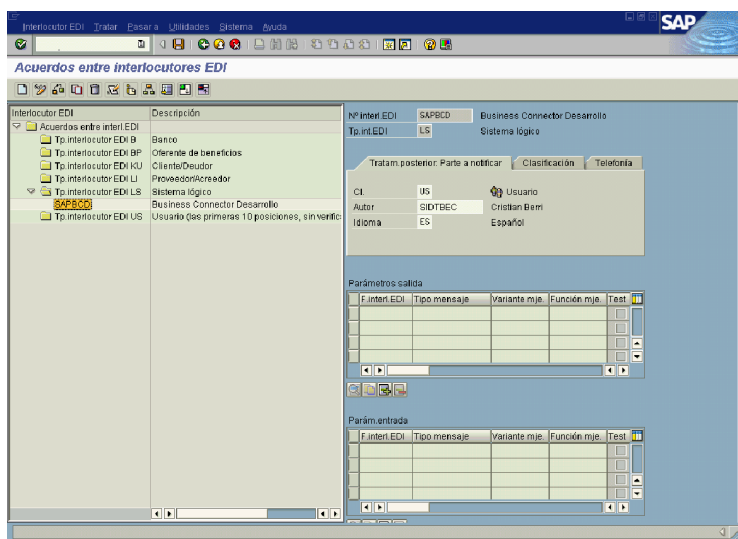 Interlocutor EDI Tratar Pasar a Utilidades Sistema Ayuda
SAP
Acuerdos entre interlocutores EDI
Interlocutor EDI Descripción
Acuerdos entre interl.EDI
Tp.interlocutor EDI B Banco
Tp.interlocutor EDI BP Oferente de beneficios
Tp.interlocutor EDI KU Cliente/Deudor
Tp.interlocutor EDI LI Proveedor/Acreedor
Tp.interlocutor EDI LS Sistema lógico
SAPBCD Business Connector Desarrollo
Tp.interlocutor EDI US Usuario (las primeras 10 posiciones, sin verific
Nº interl.EDI SAPBCD Business Connector Desarrollo
Tp.int.EDI LS Sistema lógico
Tratam.posterior: Parte a notificar Clasificación Telefonía
Cl. US Usuario
Autor SIDTBEC Cristian Berri
Idioma ES Español
Parámetros salida
F.interl.EDI Tipo mensaje Variante mje. Función mje. Test
Parám.entrada
F.interl.EDI Tipo mensaje Variante mje. Función mje. Test